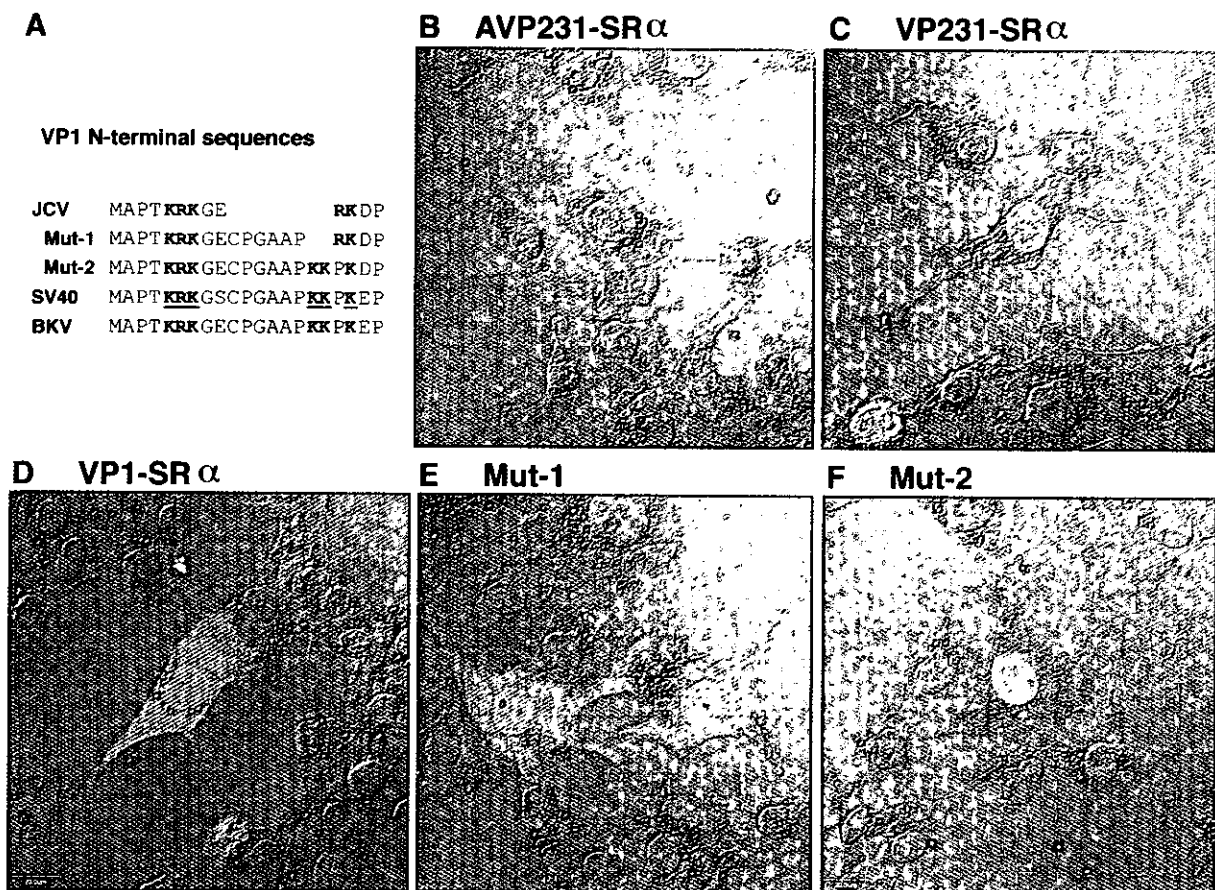 A
VP1 N-terminal sequences
JCV MAPTKRKGE RKDP
Mut-1 MAPTKRKGECPGAAP RKDP
Mut-2 MAPTKRKGECPGAAPKKPKDP
SV40 MAPTKRKGSCPGAAPKKPKEP
BKV MAPTKRKGECPGAAPKKPKEP
B AVP231-SRα
C VP231-SRα
D VP1-SRα
E Mut-1
F Mut-2